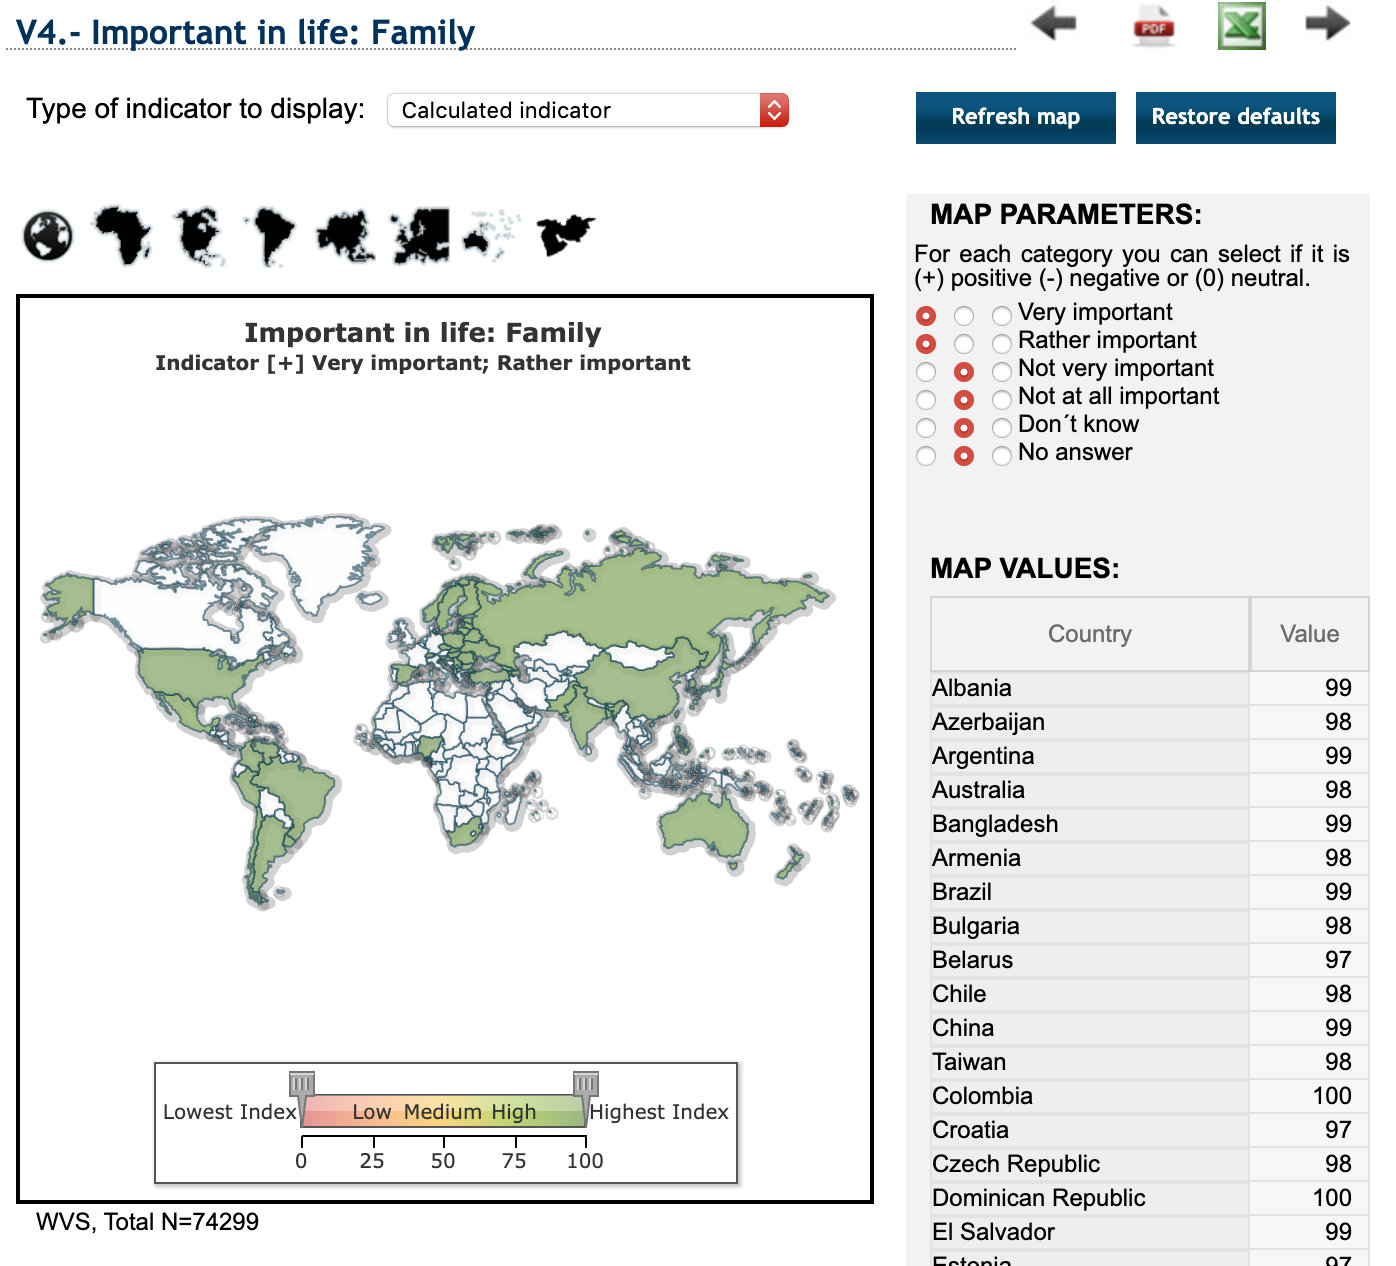 V4.- Important in life: Family
PDF
Type of indicator to display:
Calculated indicator
Refresh map
Restore defaults
Important in life: Family
Indicator [+] Very important; Rather important
Lowest Index
Low Medium High
Highest Index
0 25 50 75 100
WVS, Total N=74299
MAP PARAMETERS:
For each category you can select if it is
(+) positive (-) negative or (0) neutral.
Very important
Rather important
Not very important
Not at all important
Don´t know
No answer
MAP VALUES:
Country Value
Albania 99
Azerbaijan 98
Argentina 99
Australia 98
Bangladesh 99
Armenia 98
Brazil 99
Bulgaria 98
Belarus 97
Chile 98
China 99
Taiwan 98
Colombia 100
Croatia 97
Czech Republic 98
Dominican Republic 100
El Salvador 99
Estonia 97